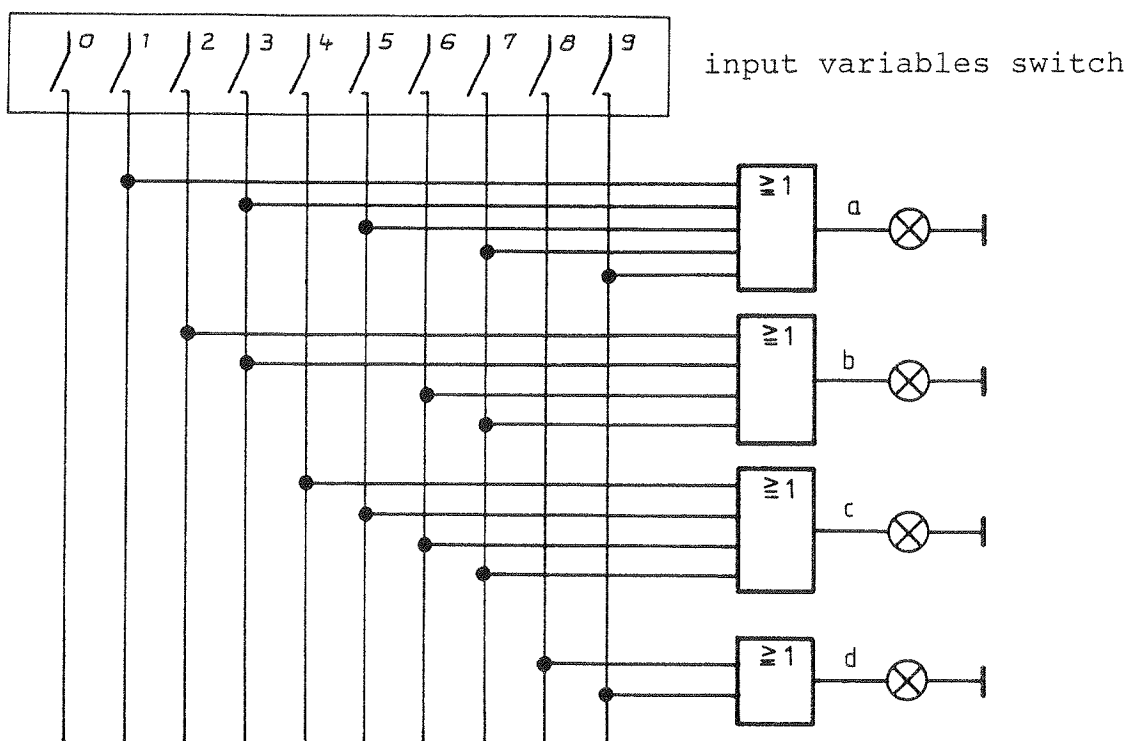 0 1 2 3 4 5 6 7 8 9
input variables switch
≧1
a
≧1
b
≧1
c
≧1
d